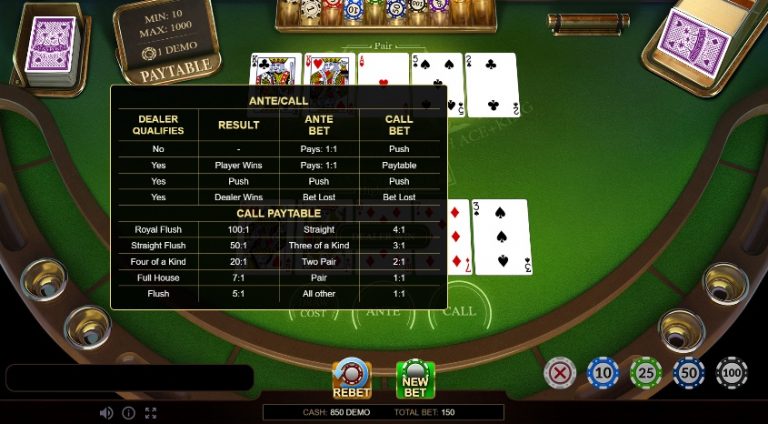 MIN: 10
MAX: 1000
1 DEMO
PAYTABLE
Pair
ANTE/CALL
DEALER QUALIFIES RESULT ANTE BET CALL BET
No - Pays: 1:1 Push
Yes Player Wins Pays: 1:1 Paytable
Yes Push Push Push
Yes Dealer Wins Bet Lost Bet Lost
CALL PAYTABLE
Royal Flush 100:1 Straight 4:1
Straight Flush 50:1 Three of a Kind 3:1
Four of a Kind 20:1 Two Pair 2:1
Full House 7:1 Pair 1:1
Flush 5:1 All other 1:1
COST ANTE CALL
REBET
NEW BET
10 25 50 100
CASH: 850 DEMO TOTAL BET: 150